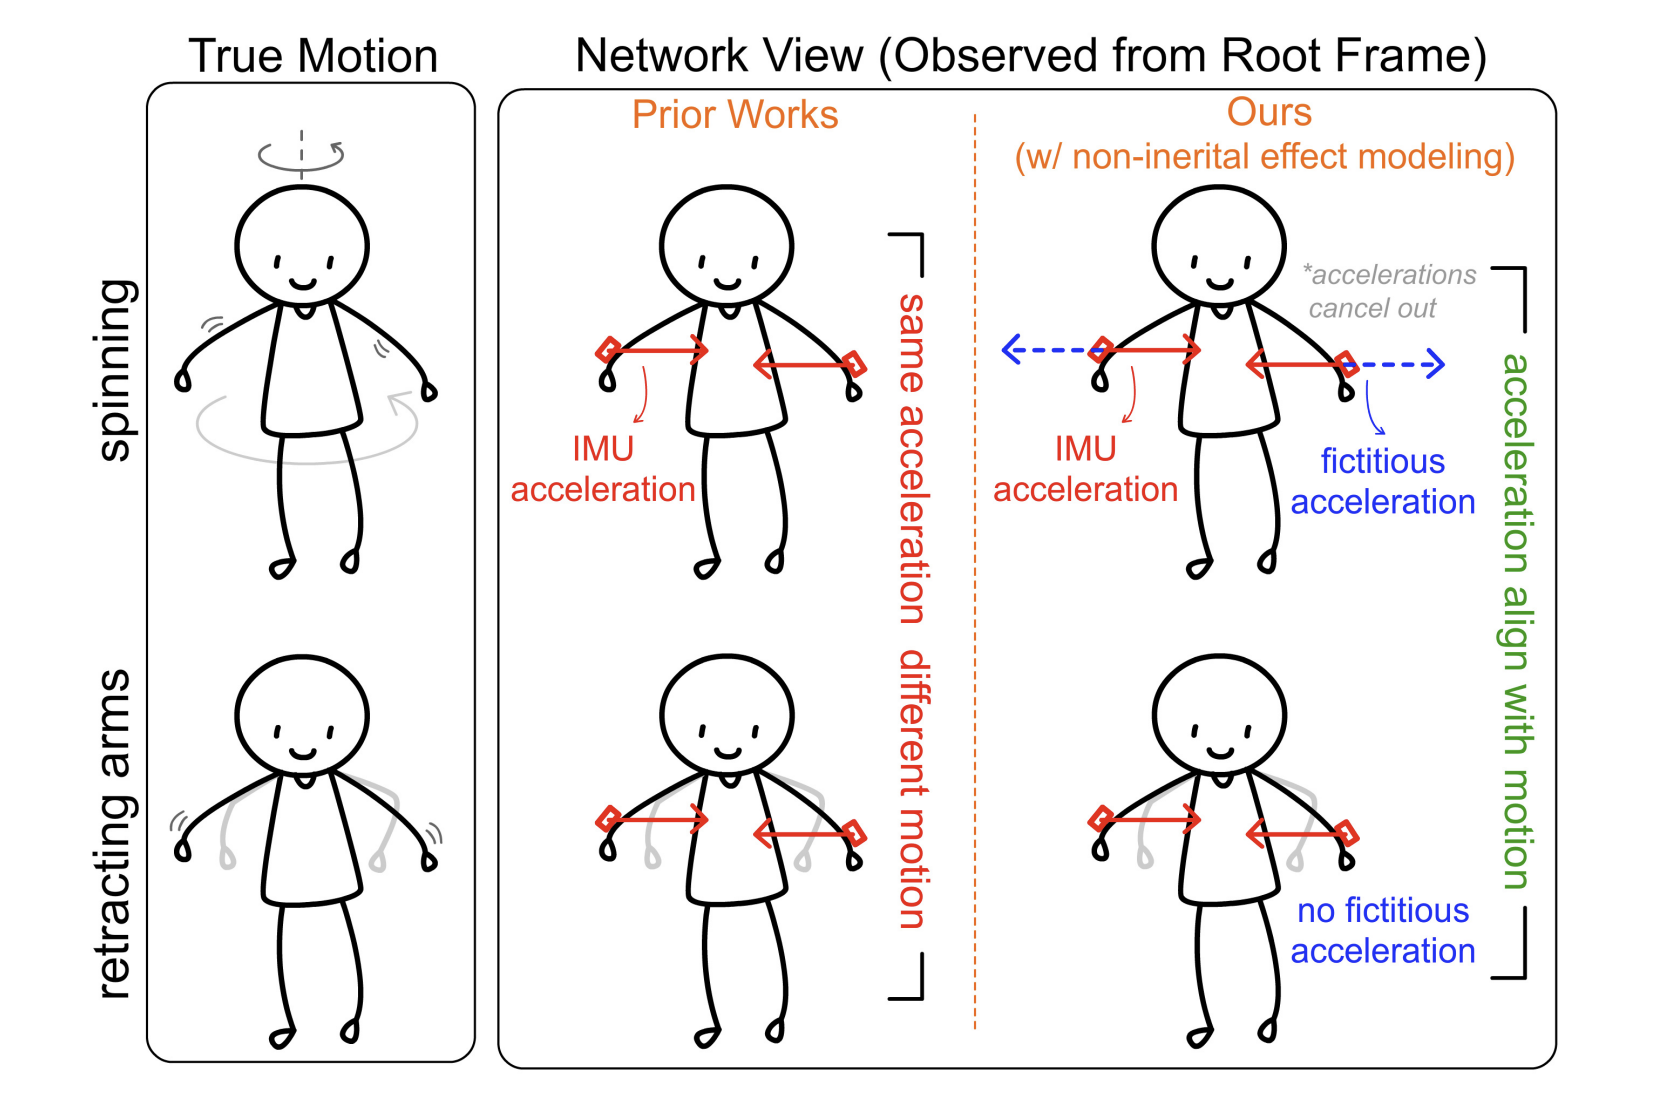 True Motion
Network View (Observed from Root Frame)
Prior Works
Ours
(w/ non-inerital effect modeling)
spinning
IMU
acceleration
same acceleration different motion
*accelerations
cancel out
IMU
acceleration
fictitious
acceleration
acceleration align with motion
retracting arms
no fictitious
acceleration